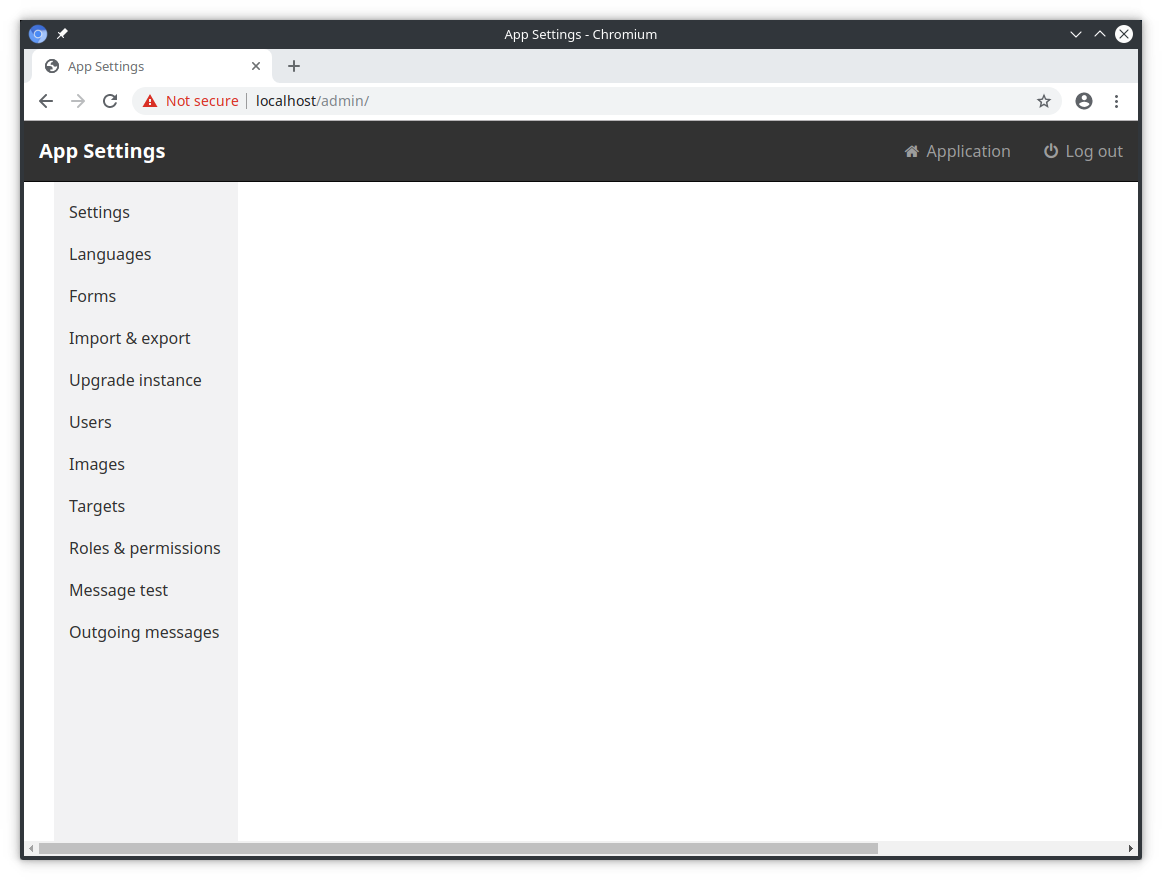 App Settings - Chromium
App Settings
Not secure localhost/admin/
App Settings Application Log out
Settings
Languages
Forms
Import & export
Upgrade instance
Users
Images
Targets
Roles & permissions
Message test
Outgoing messages